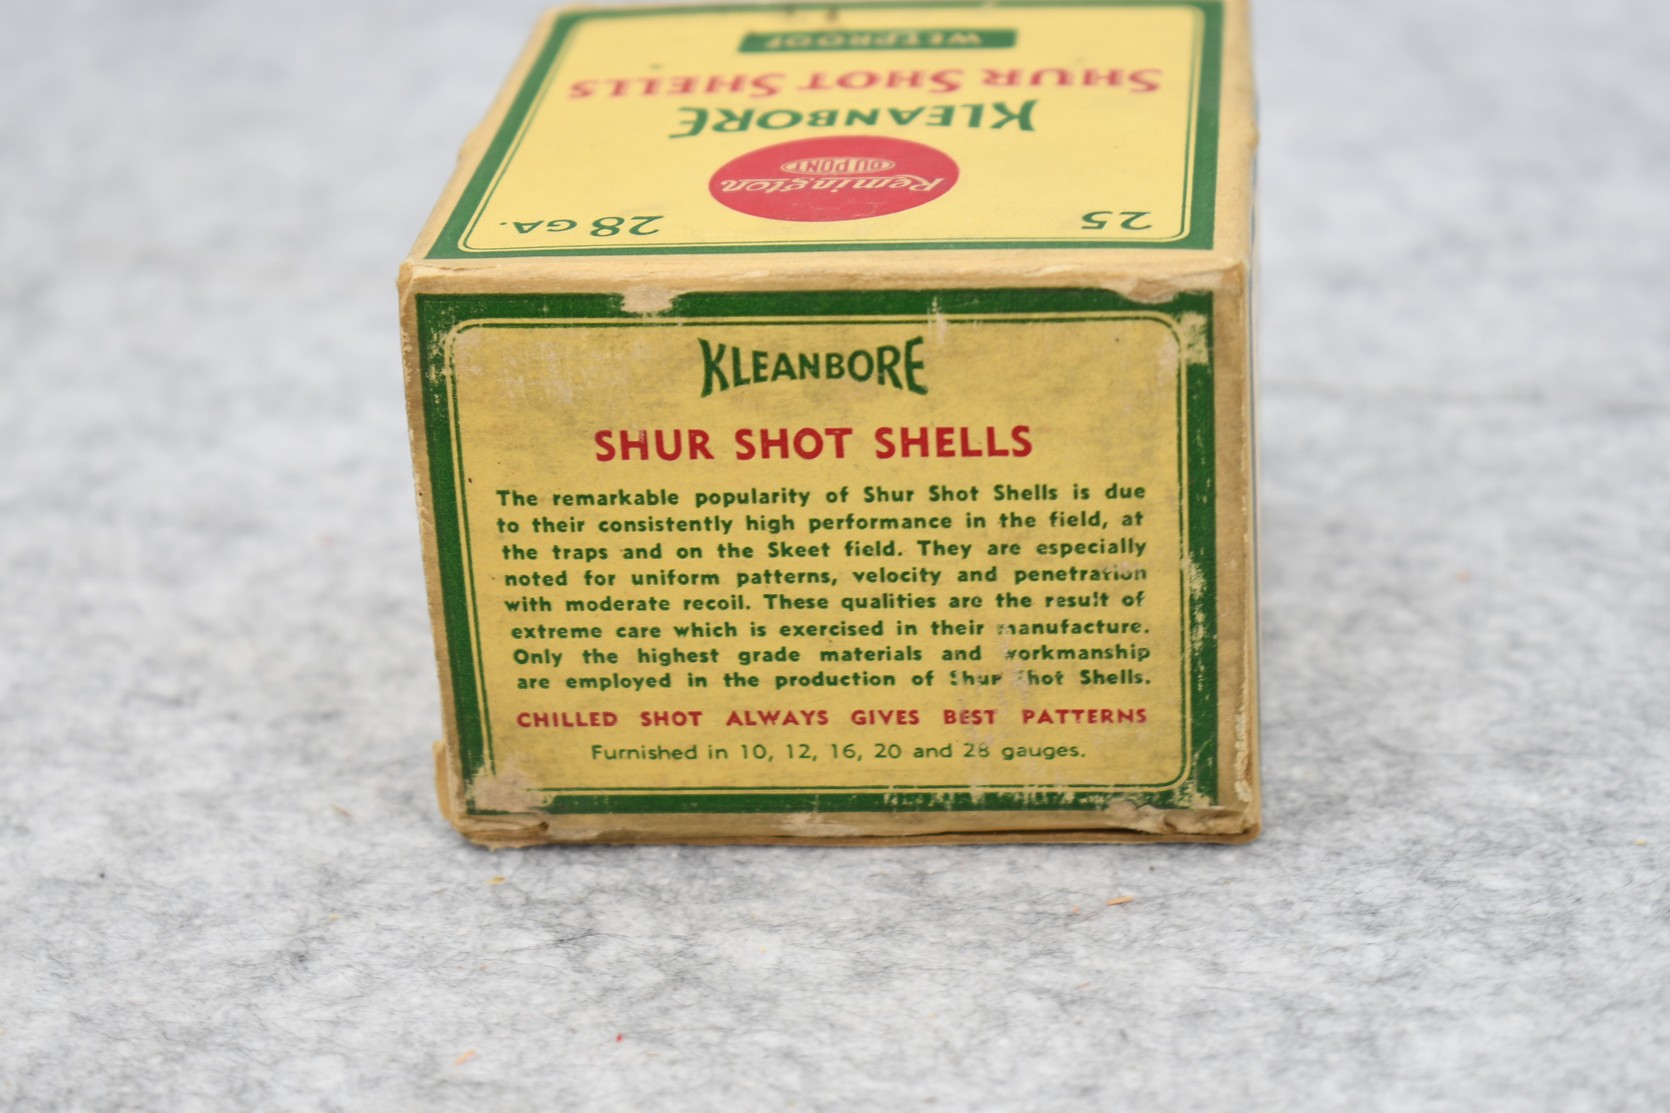 WETPROOF
SHUR SHOT SHELLS
KLEANBORE
Remington
DU PONT
25 28 GA.
KLEANBORE
SHUR SHOT SHELLS
The remarkable popularity of Shur Shot Shells is due
to their consistently high performance in the field, at
the traps and on the Skeet field. They are especially
noted for uniform patterns, velocity and penetration
with moderate recoil. These qualities are the result of
extreme care which is exercised in their manufacture.
Only the highest grade materials and workmanship
are employed in the production of Shur Shot Shells.
CHILLED SHOT ALWAYS GIVES BEST PATTERNS
Furnished in 10, 12, 16, 20 and 28 gauges.